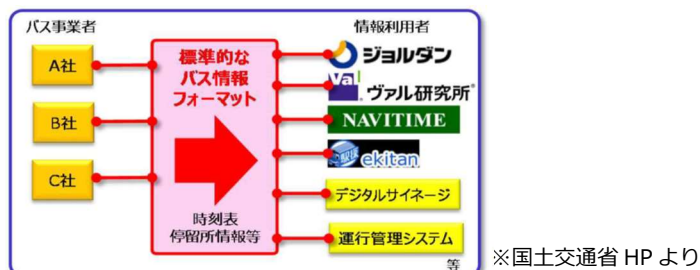 バス事業者
情報利用者
A社
B社
C社
標準的な
バス情報
フォーマット
時刻表
停留所情報等
ジョルダン
Val
ヴァル研究所
NAVITIME
駅探
ekitan
デジタルサイネージ
運行管理システム
等
※国土交通省 HP より